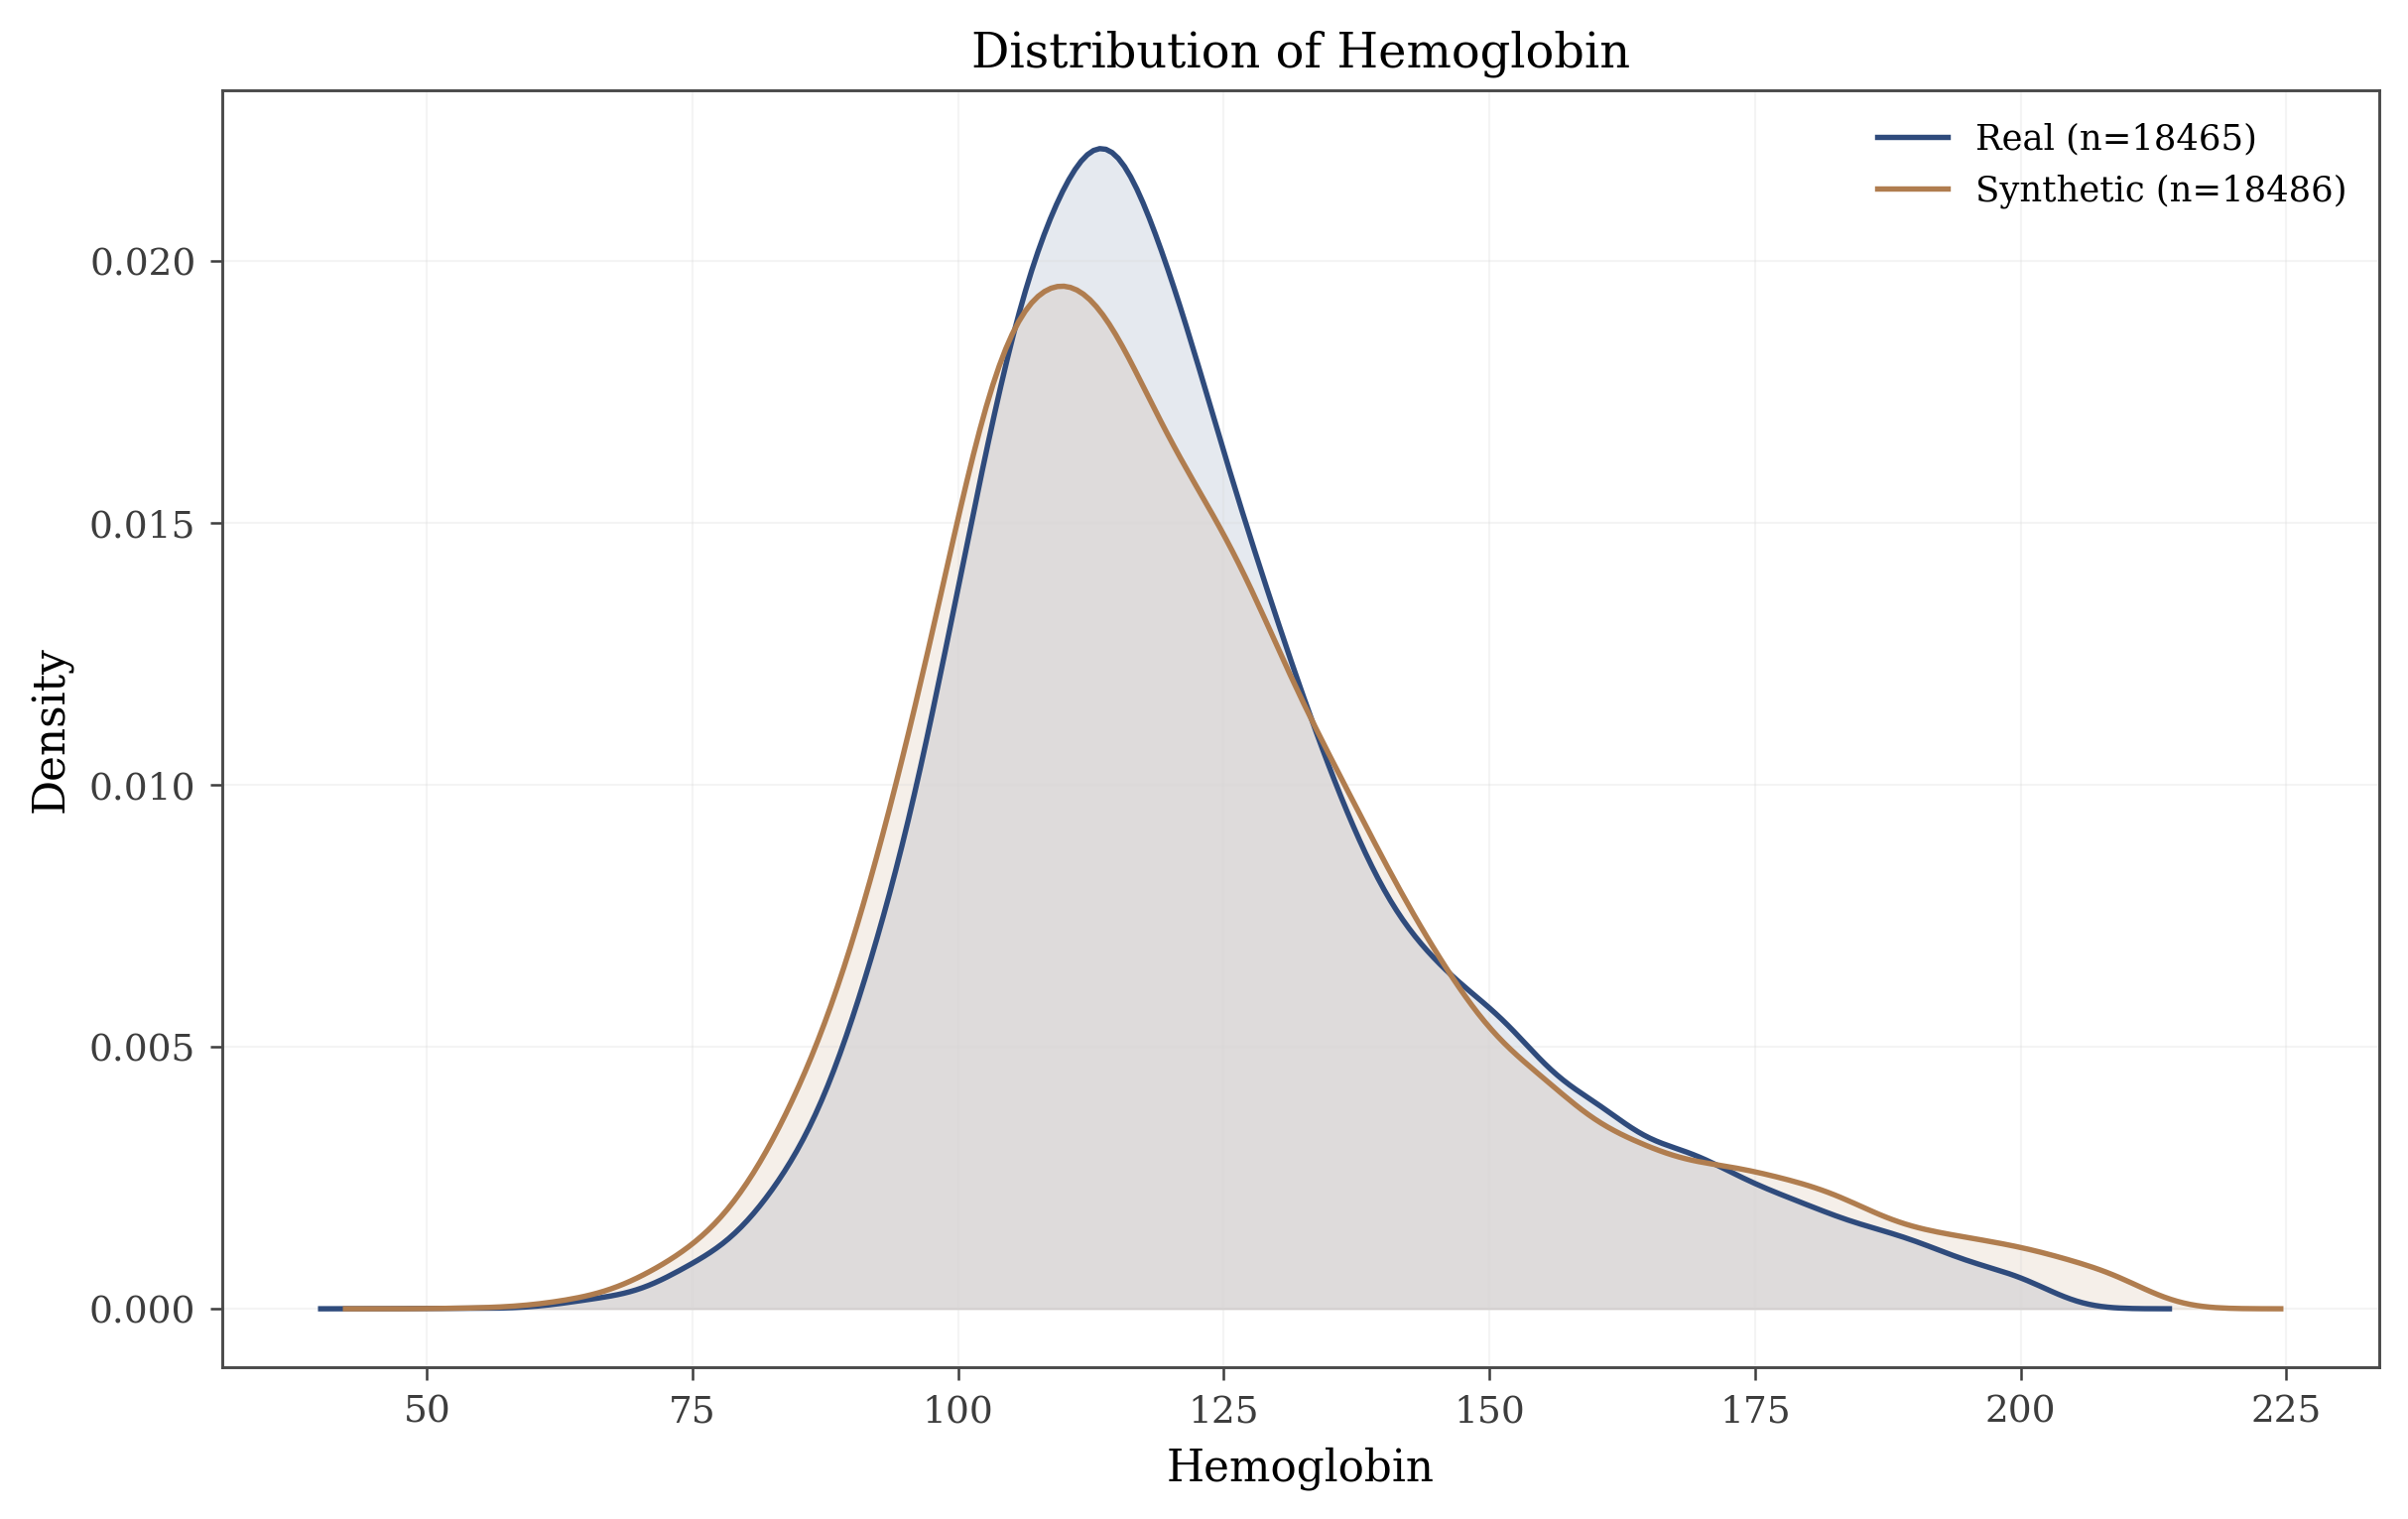 Distribution of Hemoglobin
Real (n=18465)
Synthetic (n=18486)
Density
0.020
0.015
0.010
0.005
0.000
50 75 100 125 150 175 200 225
Hemoglobin